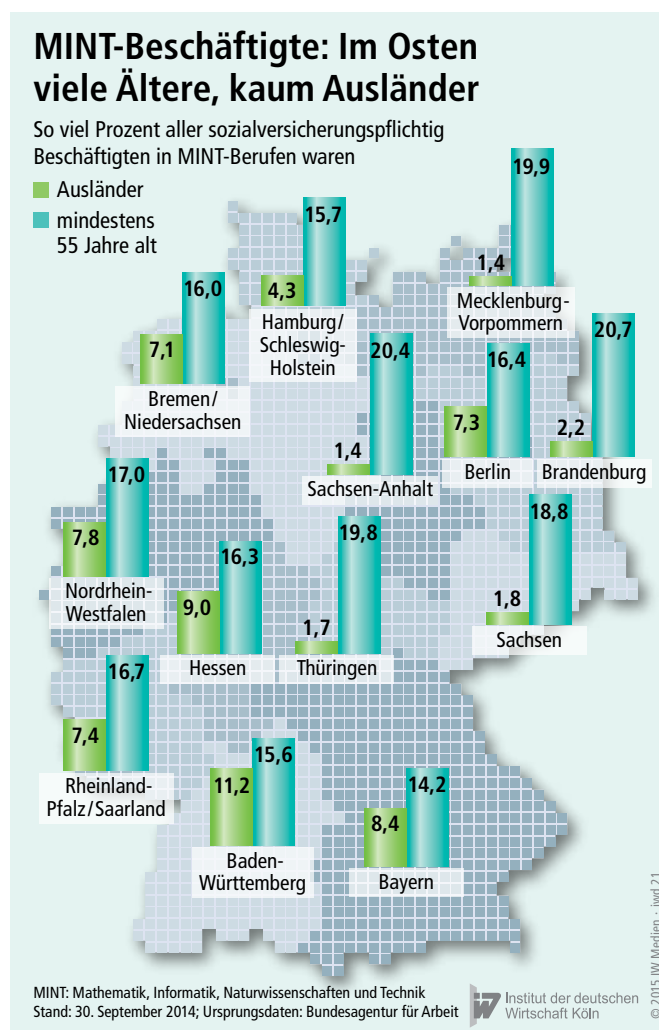 MINT-Beschäftigte: Im Osten
viele Ältere, kaum Ausländer
So viel Prozent aller sozialversicherungspflichtig
Beschäftigten in MINT-Berufen waren
Ausländer
mindestens
55 Jahre alt
4,3
15,7
Hamburg/
Schleswig-
Holstein
1,4
19,9
Mecklenburg-
Vorpommern
7,1
16,0
Bremen/
Niedersachsen
1,4
20,4
Sachsen-Anhalt
7,3
16,4
Berlin
2,2
20,7
Brandenburg
7,8
17,0
Nordrhein-
Westfalen
9,0
16,3
Hessen
1,7
19,8
Thüringen
1,8
18,8
Sachsen
7,4
16,7
Rheinland-
Pfalz/Saarland
11,2
15,6
Baden-
Württemberg
8,4
14,2
Bayern
MINT: Mathematik, Informatik, Naturwissenschaften und Technik
Stand: 30. September 2014; Ursprungsdaten: Bundesagentur für Arbeit
Institut der deutschen
Wirtschaft Köln
© 2015 IW Medien · iwd 21